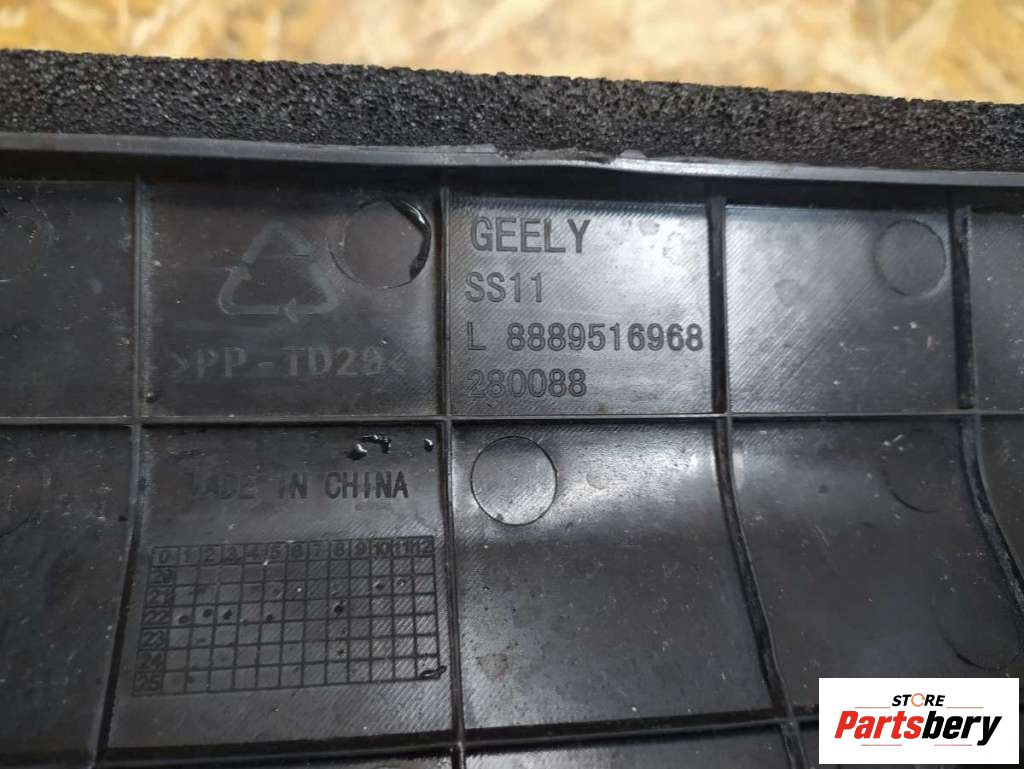 GEELY
SS11
L 8889516968
280088
>PP-TD20<
MADE IN CHINA
0 1 2 3 4 5 6 7 8 9 10 11 12
20
21
22
23
24
25
STORE
Partsbery